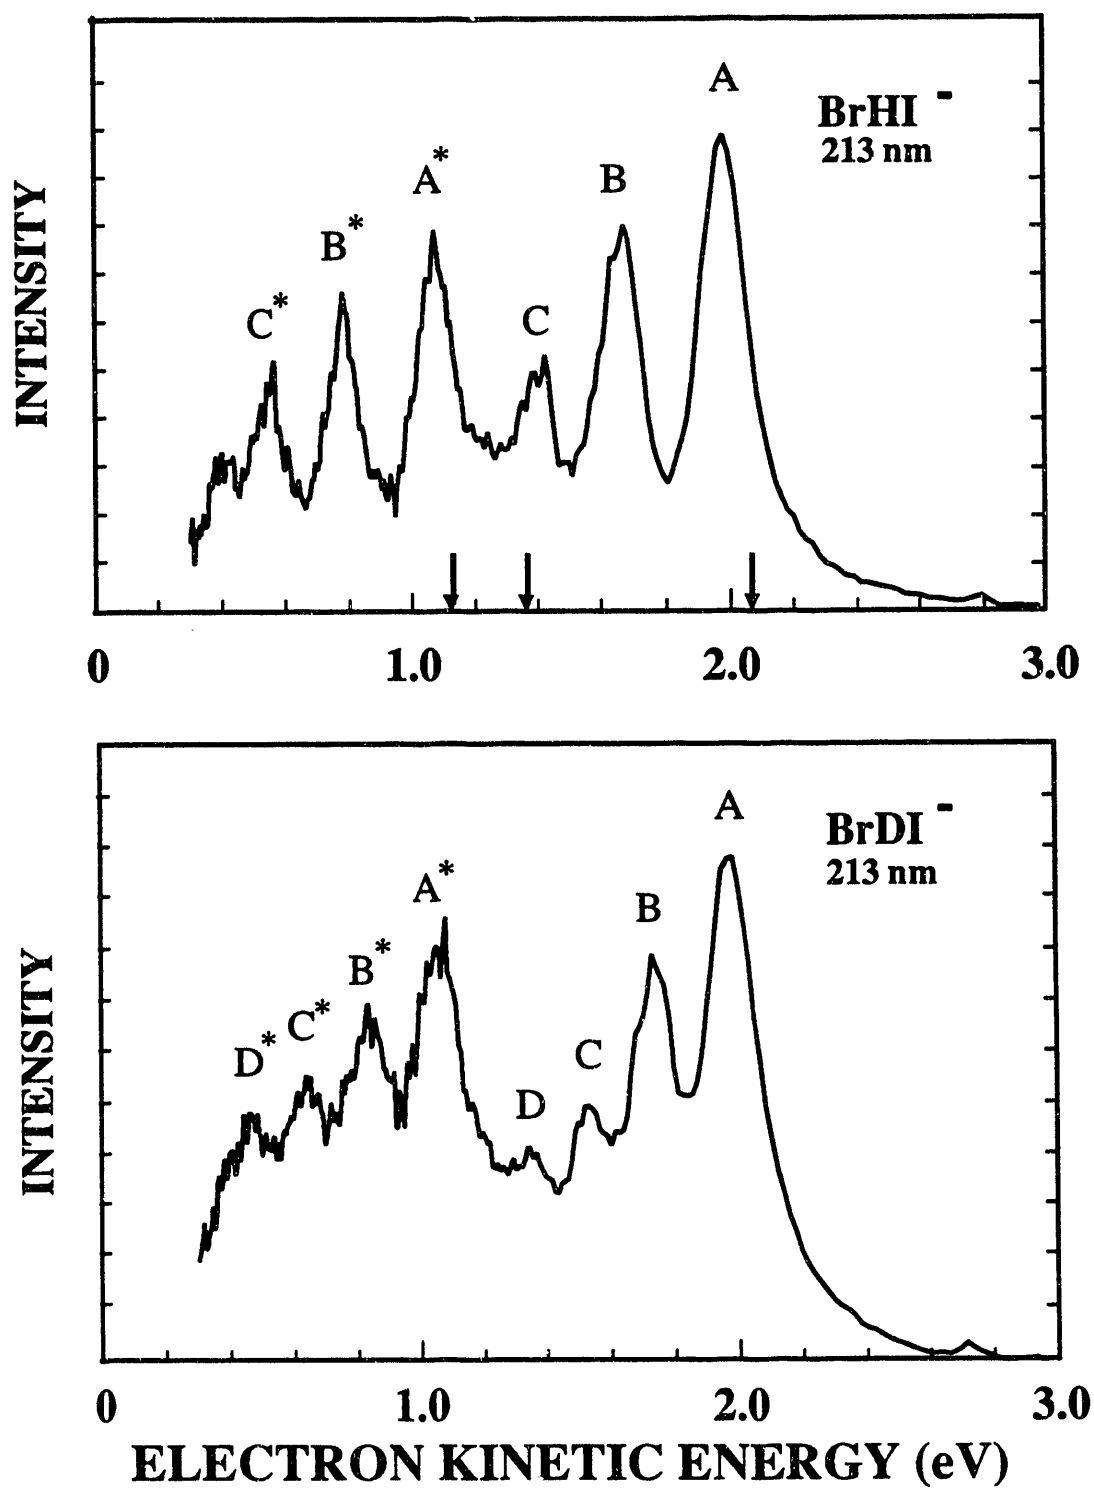 A
BrHI -
213 nm
A*
B
B*
C*
C
INTENSITY
0 1.0 2.0 3.0
A
BrDI -
213 nm
A*
B
B*
C*
D*
C
D
INTENSITY
0 1.0 2.0 3.0
ELECTRON KINETIC ENERGY (eV)